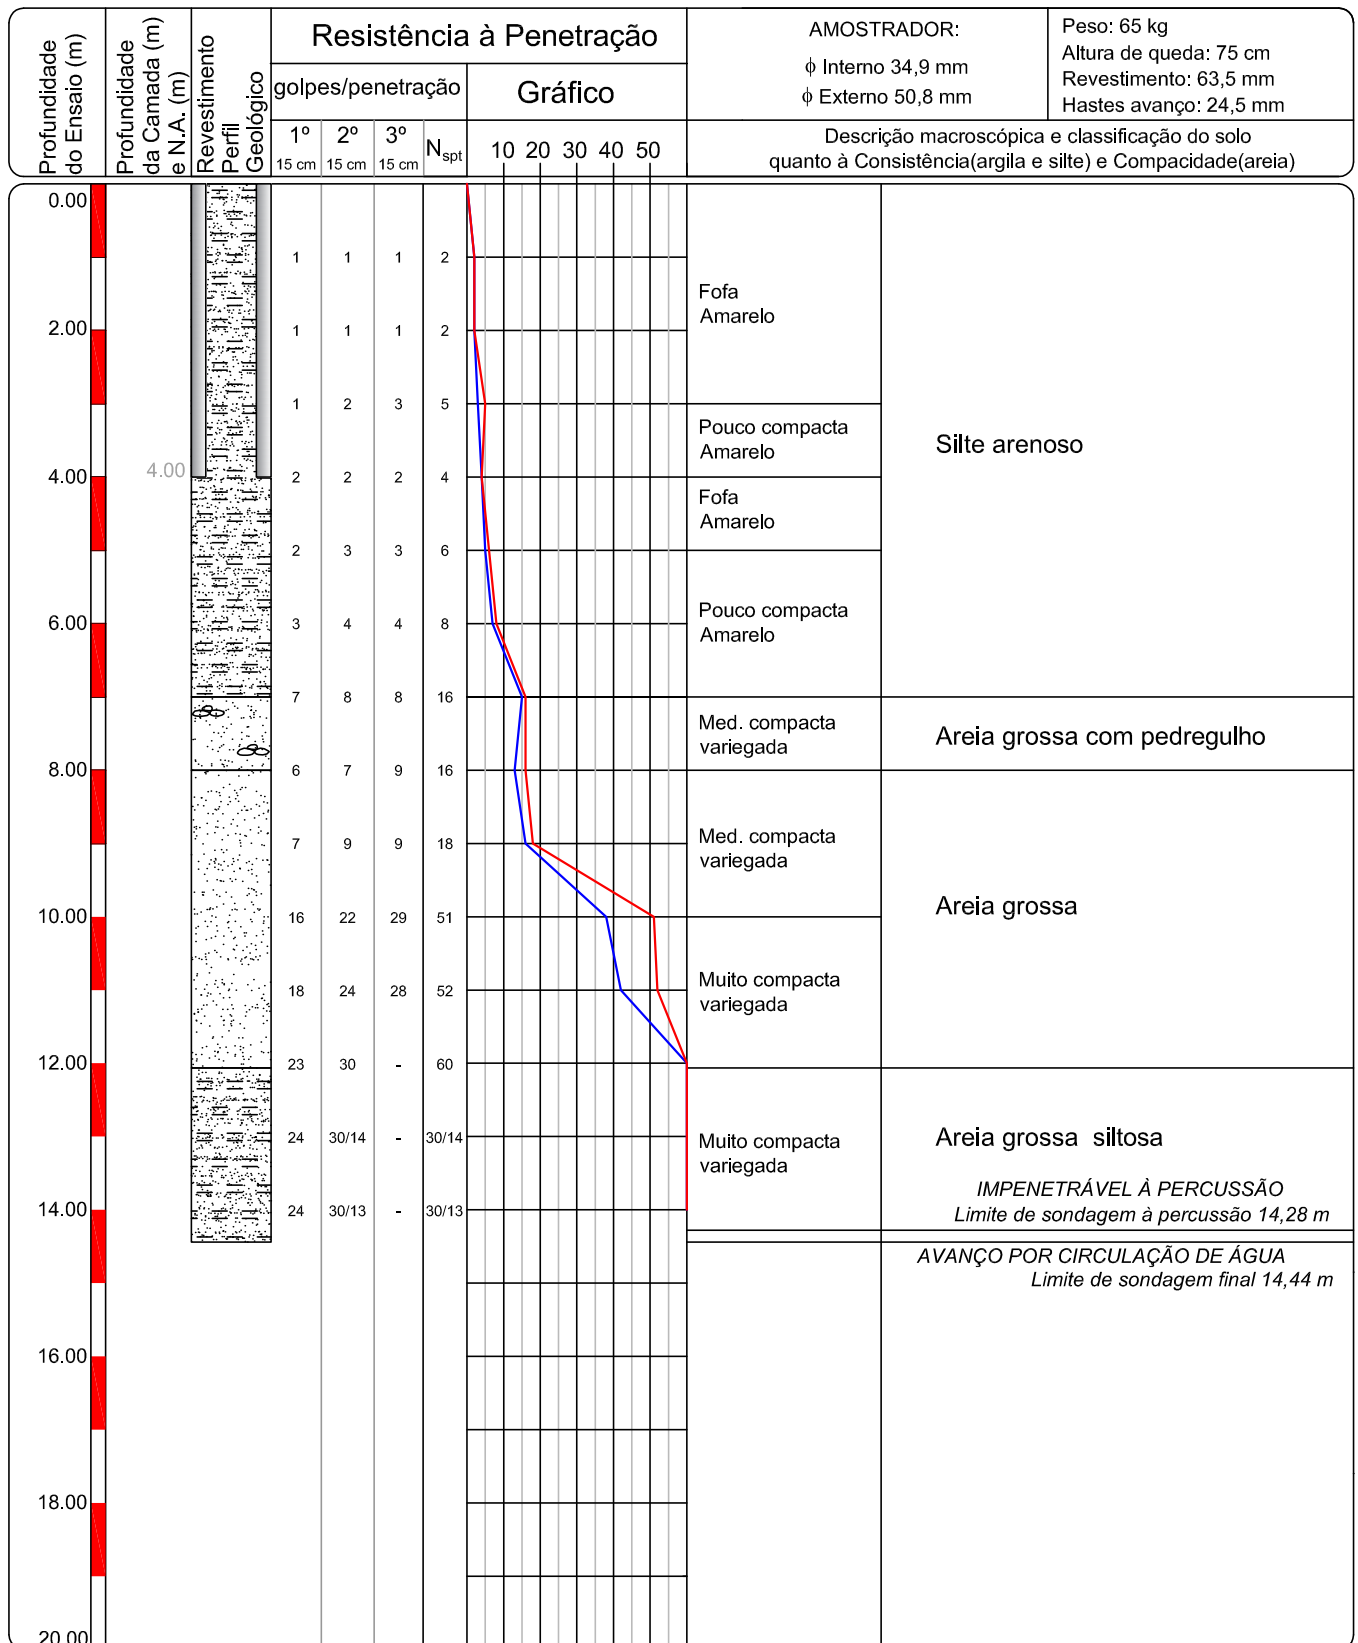 Profundidade
do Ensaio (m)
Profundidade
da Camada (m)
e N.A. (m)
Revestimento
Perfil
Geológico
Resistência à Penetração
golpes/penetração
Gráfico
1º 2º 3º Nspt
15 cm 15 cm 15 cm
10 20 30 40 50
AMOSTRADOR:
ϕ Interno 34,9 mm
ϕ Externo 50,8 mm
Peso: 65 kg
Altura de queda: 75 cm
Revestimento: 63,5 mm
Hastes avanço: 24,5 mm
Descrição macroscópica e classificação do solo
quanto à Consistência(argila e silte) e Compacidade(areia)
0.00
1 1 1 2
Fofa
Amarelo
2.00 1 1 1 2
1 2 3 5
Pouco compacta
Amarelo
Silte arenoso
4.00
4.00 2 2 2 4
Fofa
Amarelo
2 3 3 6
Pouco compacta
Amarelo
6.00 3 4 4 8
7 8 8 16
Med. compacta
variegada
Areia grossa com pedregulho
8.00 6 7 9 16
Med. compacta
variegada
7 9 9 18
Areia grossa
10.00 16 22 29 51
Muito compacta
variegada
18 24 28 52
12.00 23 30 - 60
24 30/14 - 30/14
Muito compacta
variegada
Areia grossa siltosa
IMPENETRÁVEL À PERCUSSÃO
14.00 24 30/13 - 30/13
Limite de sondagem à percussão 14,28 m
AVANÇO POR CIRCULAÇÃO DE ÁGUA
Limite de sondagem final 14,44 m
16.00
18.00
20.00